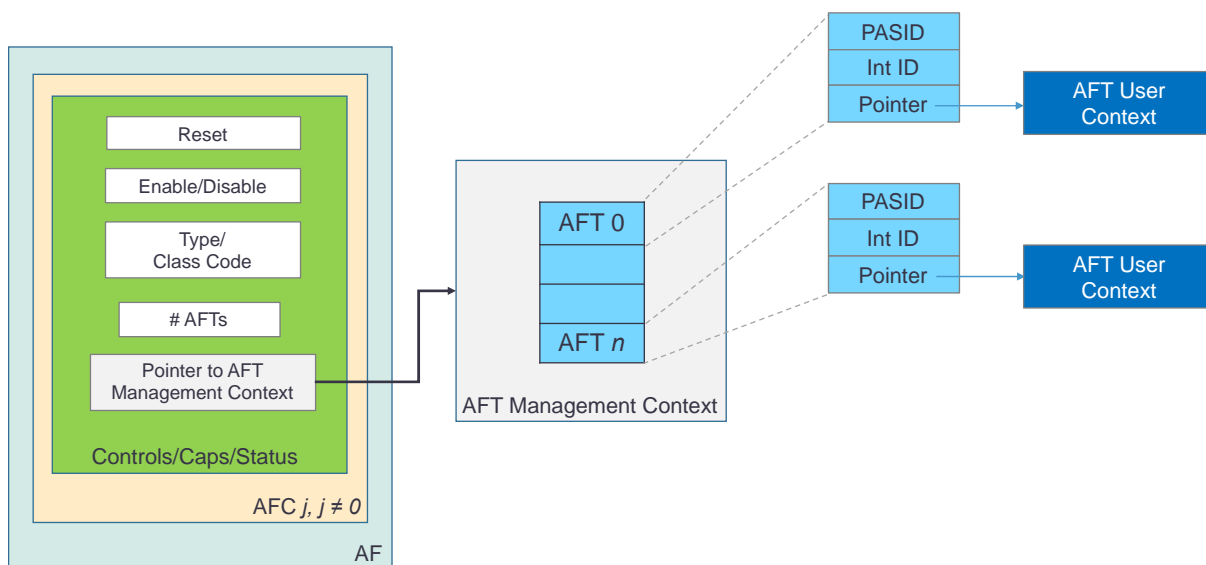 Reset
Enable/Disable
Type/
Class Code
# AFTs
Pointer to AFT
Management Context
Controls/Caps/Status
AFC j, j ≠ 0
AF
AFT 0
AFT n
AFT Management Context
PASID
Int ID
Pointer
AFT User
Context
PASID
Int ID
Pointer
AFT User
Context